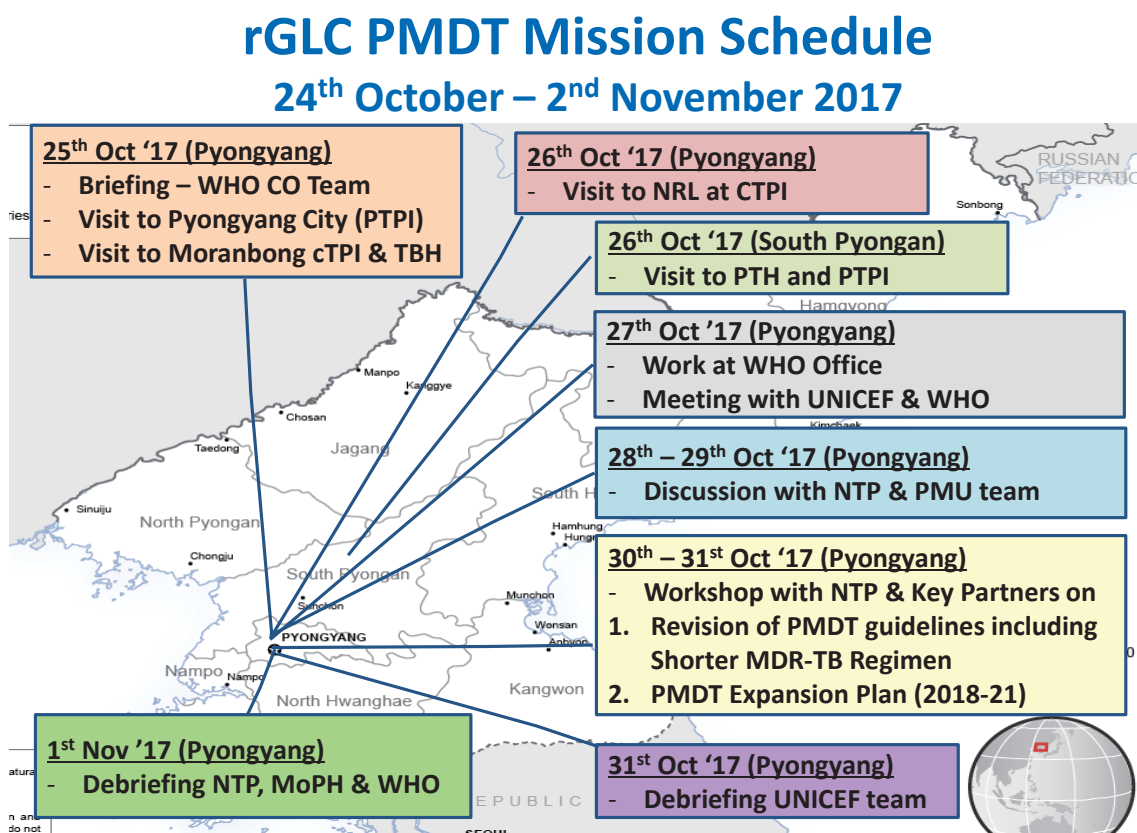 rGLC PMDT Mission Schedule
24th October – 2nd November 2017
25th Oct ‘17 (Pyongyang)
- Briefing – WHO CO Team
- Visit to Pyongyang City (PTPI)
- Visit to Moranbong cTPI & TBH
26th Oct ‘17 (Pyongyang)
- Visit to NRL at CTPI
26th Oct ‘17 (South Pyongan)
- Visit to PTH and PTPI
27th Oct ’17 (Pyongyang)
- Work at WHO Office
- Meeting with UNICEF & WHO
28th – 29th Oct ‘17 (Pyongyang)
- Discussion with NTP & PMU team
30th – 31st Oct ‘17 (Pyongyang)
- Workshop with NTP & Key Partners on
1. Revision of PMDT guidelines including
Shorter MDR-TB Regimen
2. PMDT Expansion Plan (2018-21)
31st Oct ‘17 (Pyongyang)
- Debriefing UNICEF team
1st Nov ’17 (Pyongyang)
- Debriefing NTP, MoPH & WHO
RUSSIAN
Sonbong
Hamgyong
Manpo
Kanggye
Chosan
Kimchaek
Taedong
Jagang
Sinuiju
South H
North Pyongan
Hamhung
Chongju
South Pyongan
Sunchon
Munchon
Wonsan
PYONGYANG
Anbyon
Nampo
Nampo
Kangwon
North Hwanghae
EPUBLIC